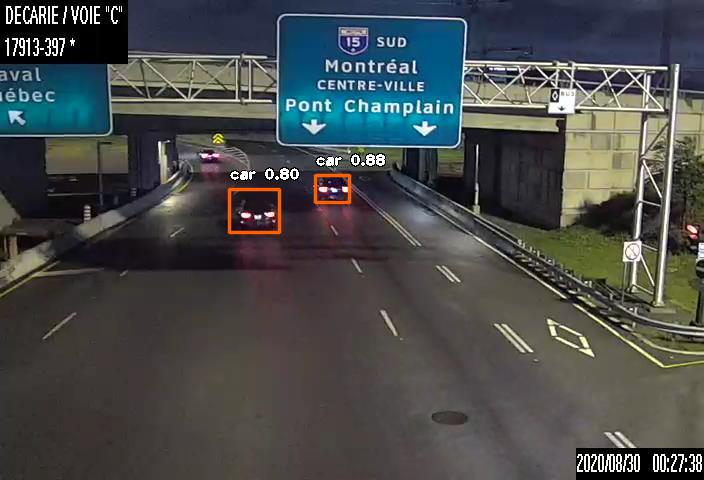 DECARIE / VOIE "C"
17913-397 *
aval
uébec
15 SUD
Montréal
CENTRE-VILLE
Pont Champlain
BUS
car 0.80
car 0.88
2020/08/30 00:27:38